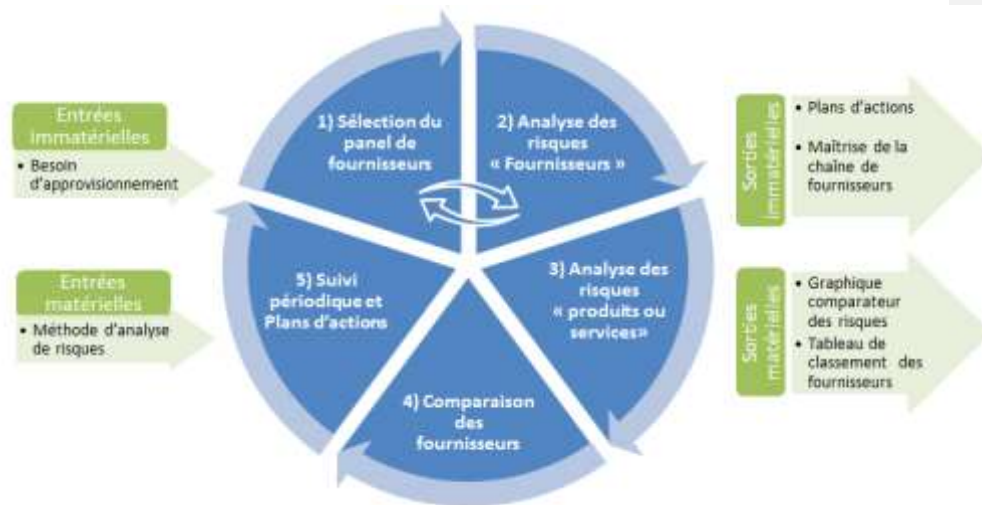 Entrées
immatérielles
• Besoin
d'approvisionnement
Entrées
matérielles
• Méthode d'analyse
de risques
1) Sélection du
panel de
fournisseurs
2) Analyse des
risques
« Fournisseurs »
3) Analyse des
risques
« produits ou
services»
4) Comparaison
des
fournisseurs
5) Suivi
périodique et
Plans d'actions
Sorties
immatérielles
• Plans d'actions
• Maîtrise de la
chaîne de
fournisseurs
Sorties
matérielles
• Graphique
comparateur
des risques
• Tableau de
classement des
fournisseurs